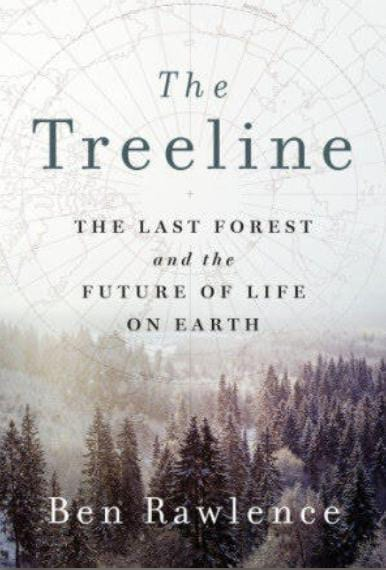 The
Treeline
THE LAST FOREST
and the
FUTURE OF LIFE
ON EARTH
Ben Rawlence